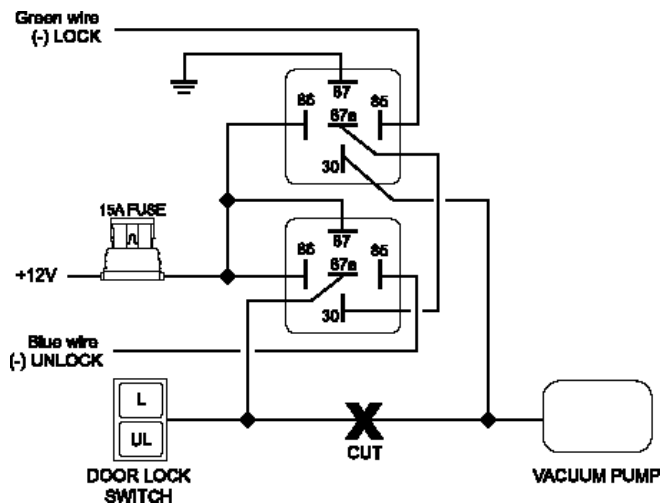 Green wire
(-) LOCK
87
86
87a
85
30
15A FUSE
87
86
87a
85
30
+12V
Blue wire
(-) UNLOCK
L
UL
CUT
DOOR LOCK
SWITCH
VACUUM PUMP